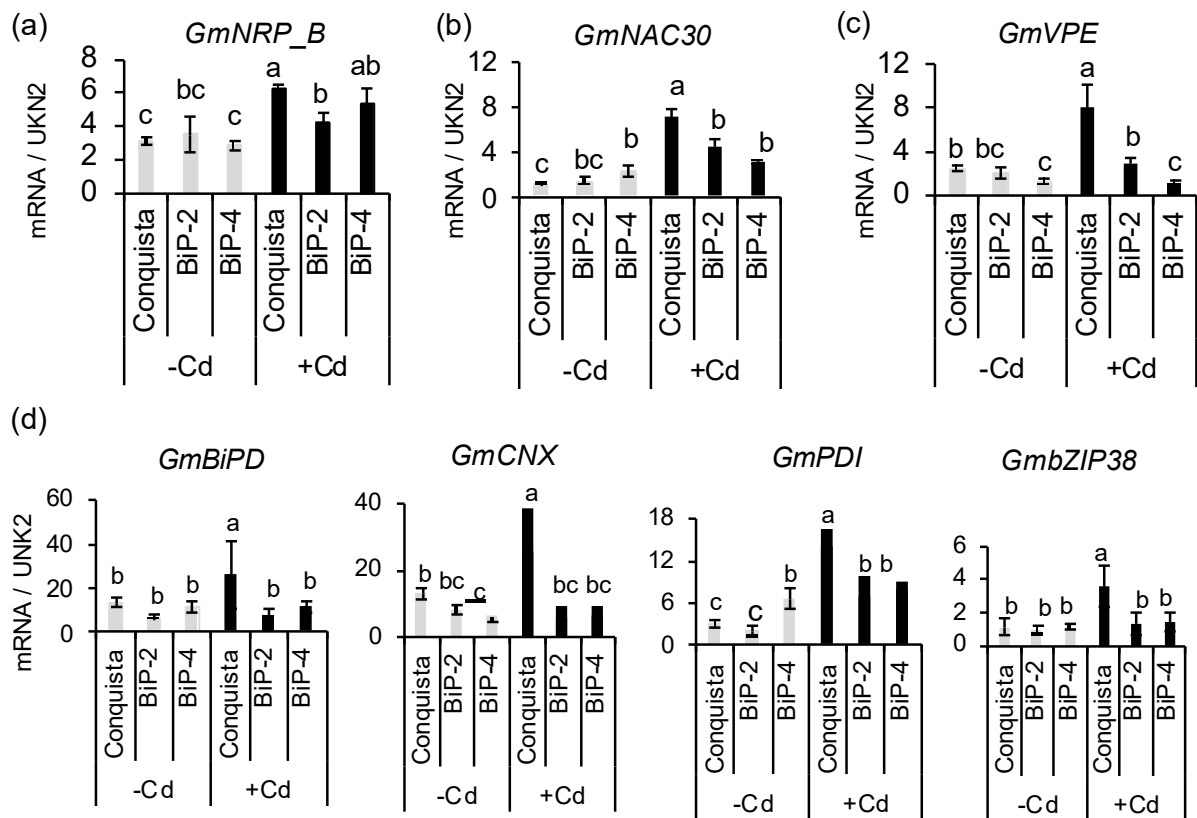 (a)
GmNRP_B
mRNA / UKN2
8
6
4
2
0
c
bc
c
a
b
ab
Conquista
BiP-2
BiP-4
Conquista
BiP-2
BiP-4
-Cd
+Cd
(b)
GmNAC30
mRNA / UKN2
12
8
4
0
c
bc
b
a
b
b
Conquista
BiP-2
BiP-4
Conquista
BiP-2
BiP-4
-Cd
+Cd
(c)
GmVPE
mRNA / UKN2
12
8
4
0
b
bc
c
a
b
c
Conquista
BiP-2
BiP-4
Conquista
BiP-2
BiP-4
-Cd
+Cd
(d)
GmBiPD
mRNA / UNK2
60
40
20
0
b
b
b
a
b
b
Conquista
BiP-2
BiP-4
Conquista
BiP-2
BiP-4
-Cd
+Cd
GmCNX
40
20
0
b
bc
c
a
bc
bc
Conquista
BiP-2
BiP-4
Conquista
BiP-2
BiP-4
-Cd
+Cd
GmPDI
18
12
6
0
c
c
b
a
b
b
Conquista
BiP-2
BiP-4
Conquista
BiP-2
BiP-4
-Cd
+Cd
GmbZIP38
6
4
2
0
b
b
b
a
b
b
Conquista
BiP-2
BiP-4
Conquista
BiP-2
BiP-4
-Cd
+Cd